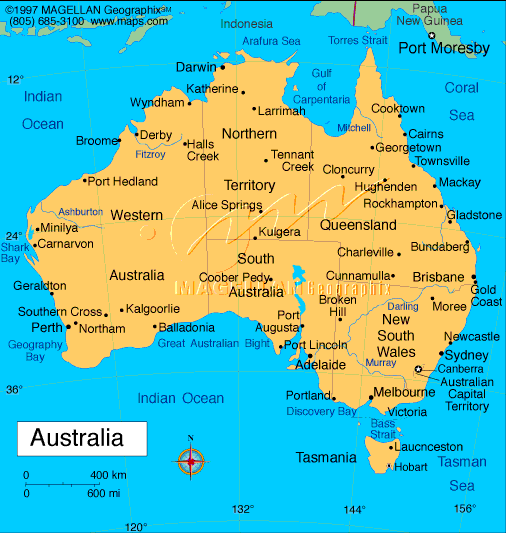 ©1997 MAGELLAN Geographix℠
(805) 685-3100 www.maps.com
Indonesia
Papua
New Guinea
Port Moresby
Arafura Sea
Torres Strait
Darwin
Katherine
Gulf
of
Carpentaria
12°
12°
Indian
Ocean
Wyndham
Larrimah
Coral
Sea
Cooktown
Derby
Broome
Fitzroy
Halls
Creek
Northern
Territory
Mitchell
Cairns
Georgetown
Townsville
Tennant
Creek
Cloncurry
Hughenden
Mackay
Port Hedland
Rockhampton
Alice Springs
Ashburton
Western
Australia
Gladstone
Queensland
Minilya
24°
Carnarvon
Shark
Bay
Kulgera
South
Australia
Bundaberg
Charleville
Coober Pedy
Cunnamulla
Brisbane
Gold
Coast
MAGELLAN Geographix
Geraldton
Southern Cross
Kalgoorlie
Perth
Northam
Balladonia
Geography
Bay
Great Australian Bight
Port
Augusta
Broken
Hill
Darling
Moree
New
South
Wales
Newcastle
Port Lincoln
Adelaide
Murray
Sydney
Canberra
Australian
Capital
Territory
36°
Indian Ocean
Portland
Discovery Bay
Melbourne
Victoria
Bass
Strait
Australia
N
Tasmania
Laucnceston
Hobart
Tasman
Sea
0 400 km
0 600 mi
120°
132°
144°
156°